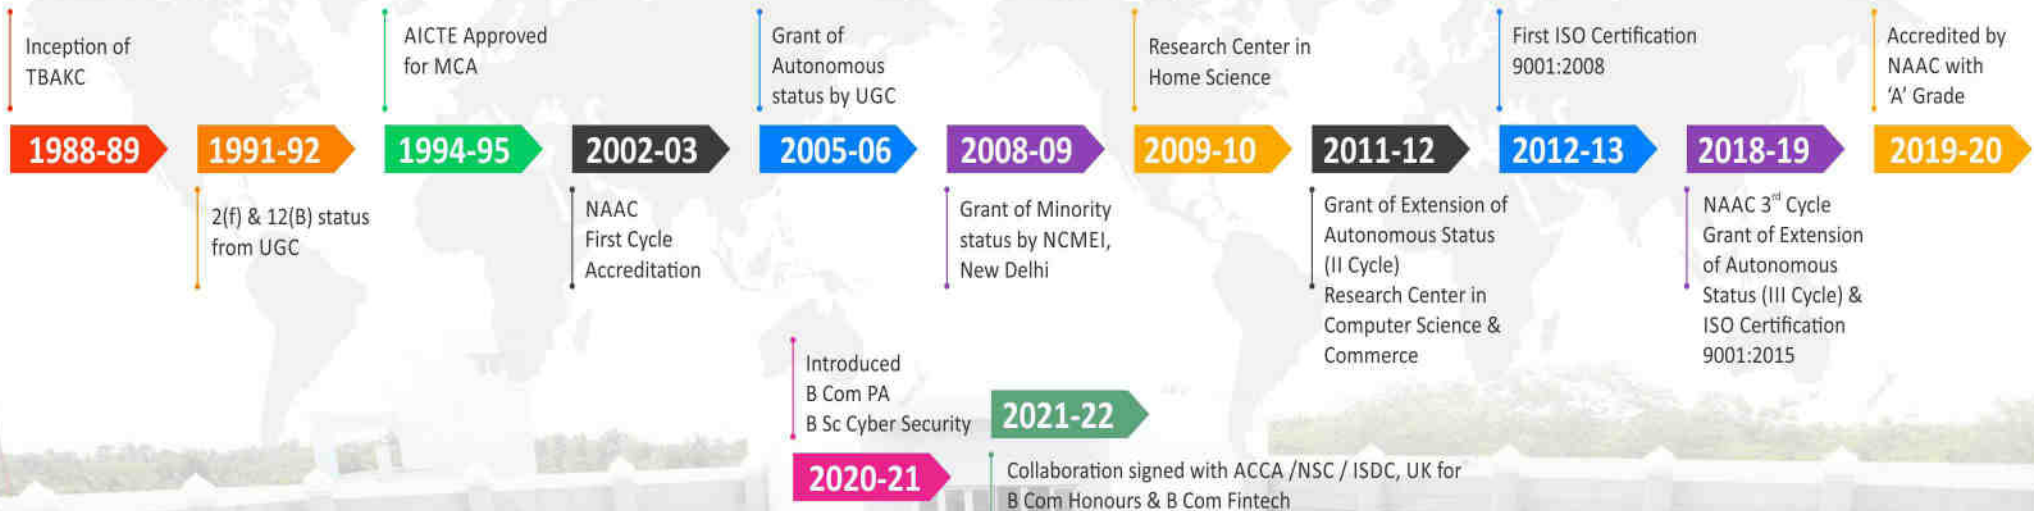 Inception of
TBAKC
1988-89
1991-92
2(f) & 12(B) status
from UGC
AICTE Approved
for MCA
1994-95
2002-03
NAAC
First Cycle
Accreditation
Grant of
Autonomous
status by UGC
2005-06
2008-09
Grant of Minority
status by NCMEI,
New Delhi
Research Center in
Home Science
2009-10
2011-12
Grant of Extension of
Autonomous Status
(II Cycle)
Research Center in
Computer Science &
Commerce
First ISO Certification
9001:2008
2012-13
2018-19
NAAC 3rd Cycle
Grant of Extension
of Autonomous
Status (III Cycle) &
ISO Certification
9001:2015
Accredited by
NAAC with
‘A’ Grade
2019-20
Introduced
B Com PA
B Sc Cyber Security
2020-21
2021-22
Collaboration signed with ACCA /NSC / ISDC, UK for
B Com Honours & B Com Fintech